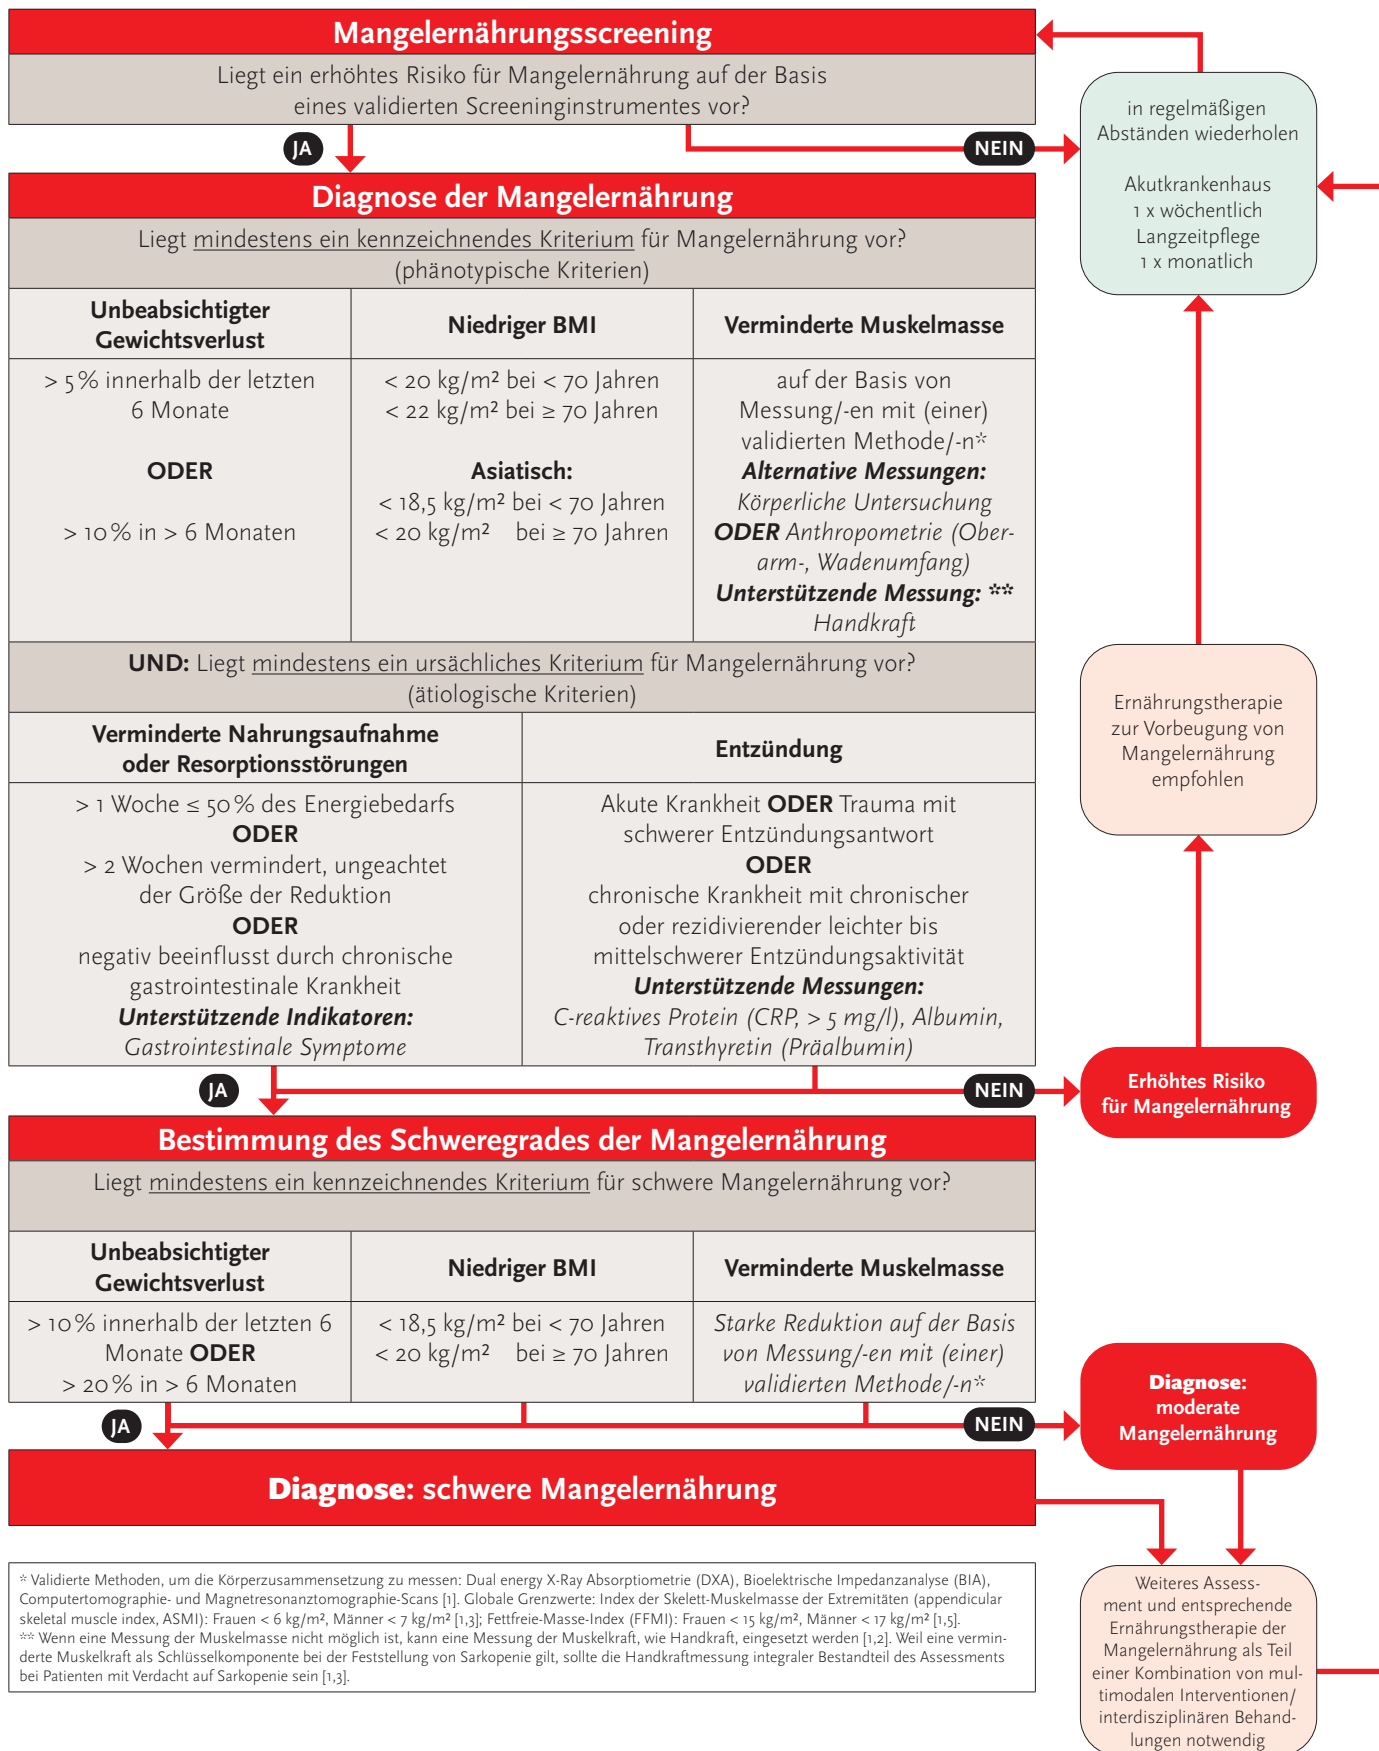 Mangelernährungsscreening
Liegt ein erhöhtes Risiko für Mangelernährung auf der Basis
eines validierten Screeninginstrumentes vor?
JA
NEIN
in regelmäßigen
Abständen wiederholen
Akutkrankenhaus
1 x wöchentlich
Langzeitpflege
1 x monatlich
Diagnose der Mangelernährung
Liegt mindestens ein kennzeichnendes Kriterium für Mangelernährung vor?
(phänotypische Kriterien)
Unbeabsichtigter
Gewichtsverlust
> 5 % innerhalb der letzten
6 Monate
ODER
> 10 % in > 6 Monaten
Niedriger BMI
< 20 kg/m² bei < 70 Jahren
< 22 kg/m² bei ≥ 70 Jahren
Asiatisch:
< 18,5 kg/m² bei < 70 Jahren
< 20 kg/m² bei ≥ 70 Jahren
Verminderte Muskelmasse
auf der Basis von
Messung/-en mit (einer)
validierten Methode/-n*
Alternative Messungen:
Körperliche Untersuchung
ODER Anthropometrie (Ober-
arm-, Wadenumfang)
Unterstützende Messung: **
Handkraft
UND: Liegt mindestens ein ursächliches Kriterium für Mangelernährung vor?
(ätiologische Kriterien)
Verminderte Nahrungsaufnahme
oder Resorptionsstörungen
> 1 Woche ≤ 50 % des Energiebedarfs
ODER
> 2 Wochen vermindert, ungeachtet
der Größe der Reduktion
ODER
negativ beeinflusst durch chronische
gastrointestinale Krankheit
Unterstützende Indikatoren:
Gastrointestinale Symptome
Entzündung
Akute Krankheit ODER Trauma mit
schwerer Entzündungsantwort
ODER
chronische Krankheit mit chronischer
oder rezidivierender leichter bis
mittelschwerer Entzündungsaktivität
Unterstützende Messungen:
C-reaktives Protein (CRP, > 5 mg/l), Albumin,
Transthyretin (Präalbumin)
Ernährungstherapie
zur Vorbeugung von
Mangelernährung
empfohlen
JA
NEIN
Erhöhtes Risiko
für Mangelernährung
Bestimmung des Schweregrades der Mangelernährung
Liegt mindestens ein kennzeichnendes Kriterium für schwere Mangelernährung vor?
Unbeabsichtigter
Gewichtsverlust
> 10 % innerhalb der letzten 6
Monate ODER
> 20 % in > 6 Monaten
Niedriger BMI
< 18,5 kg/m² bei < 70 Jahren
< 20 kg/m² bei ≥ 70 Jahren
Verminderte Muskelmasse
Starke Reduktion auf der Basis
von Messung/-en mit (einer)
validierten Methode/-n*
JA
NEIN
Diagnose:
moderate
Mangelernährung
Diagnose: schwere Mangelernährung
* Validierte Methoden, um die Körperzusammensetzung zu messen: Dual energy X-Ray Absorptiometrie (DXA), Bioelektrische Impedanzanalyse (BIA),
Computertomographie- und Magnetresonanztomographie-Scans [1]. Globale Grenzwerte: Index der Skelett-Muskelmasse der Extremitäten (appendicular
skeletal muscle index, ASMI): Frauen < 6 kg/m², Männer < 7 kg/m² [1,3]; Fettfreie-Masse-Index (FFMI): Frauen < 15 kg/m², Männer < 17 kg/m² [1,5].
** Wenn eine Messung der Muskelmasse nicht möglich ist, kann eine Messung der Muskelkraft, wie Handkraft, eingesetzt werden [1,2]. Weil eine vermin-
derte Muskelkraft als Schlüsselkomponente bei der Feststellung von Sarkopenie gilt, sollte die Handkraftmessung integraler Bestandteil des Assessments
bei Patienten mit Verdacht auf Sarkopenie sein [1,3].
Weiteres Assess-
ment und entsprechende
Ernährungstherapie der
Mangelernährung als Teil
einer Kombination von mul-
timodalen Interventionen/
interdisziplinären Behand-
lungen notwendig